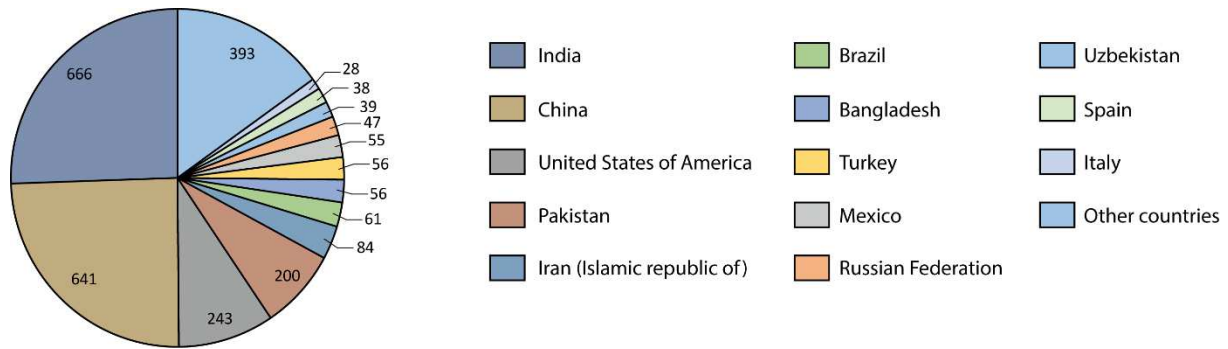 393
666
28
38
39
47
55
56
56
61
84
200
641
243
India
China
United States of America
Pakistan
Iran (Islamic republic of)
Brazil
Bangladesh
Turkey
Mexico
Russian Federation
Uzbekistan
Spain
Italy
Other countries